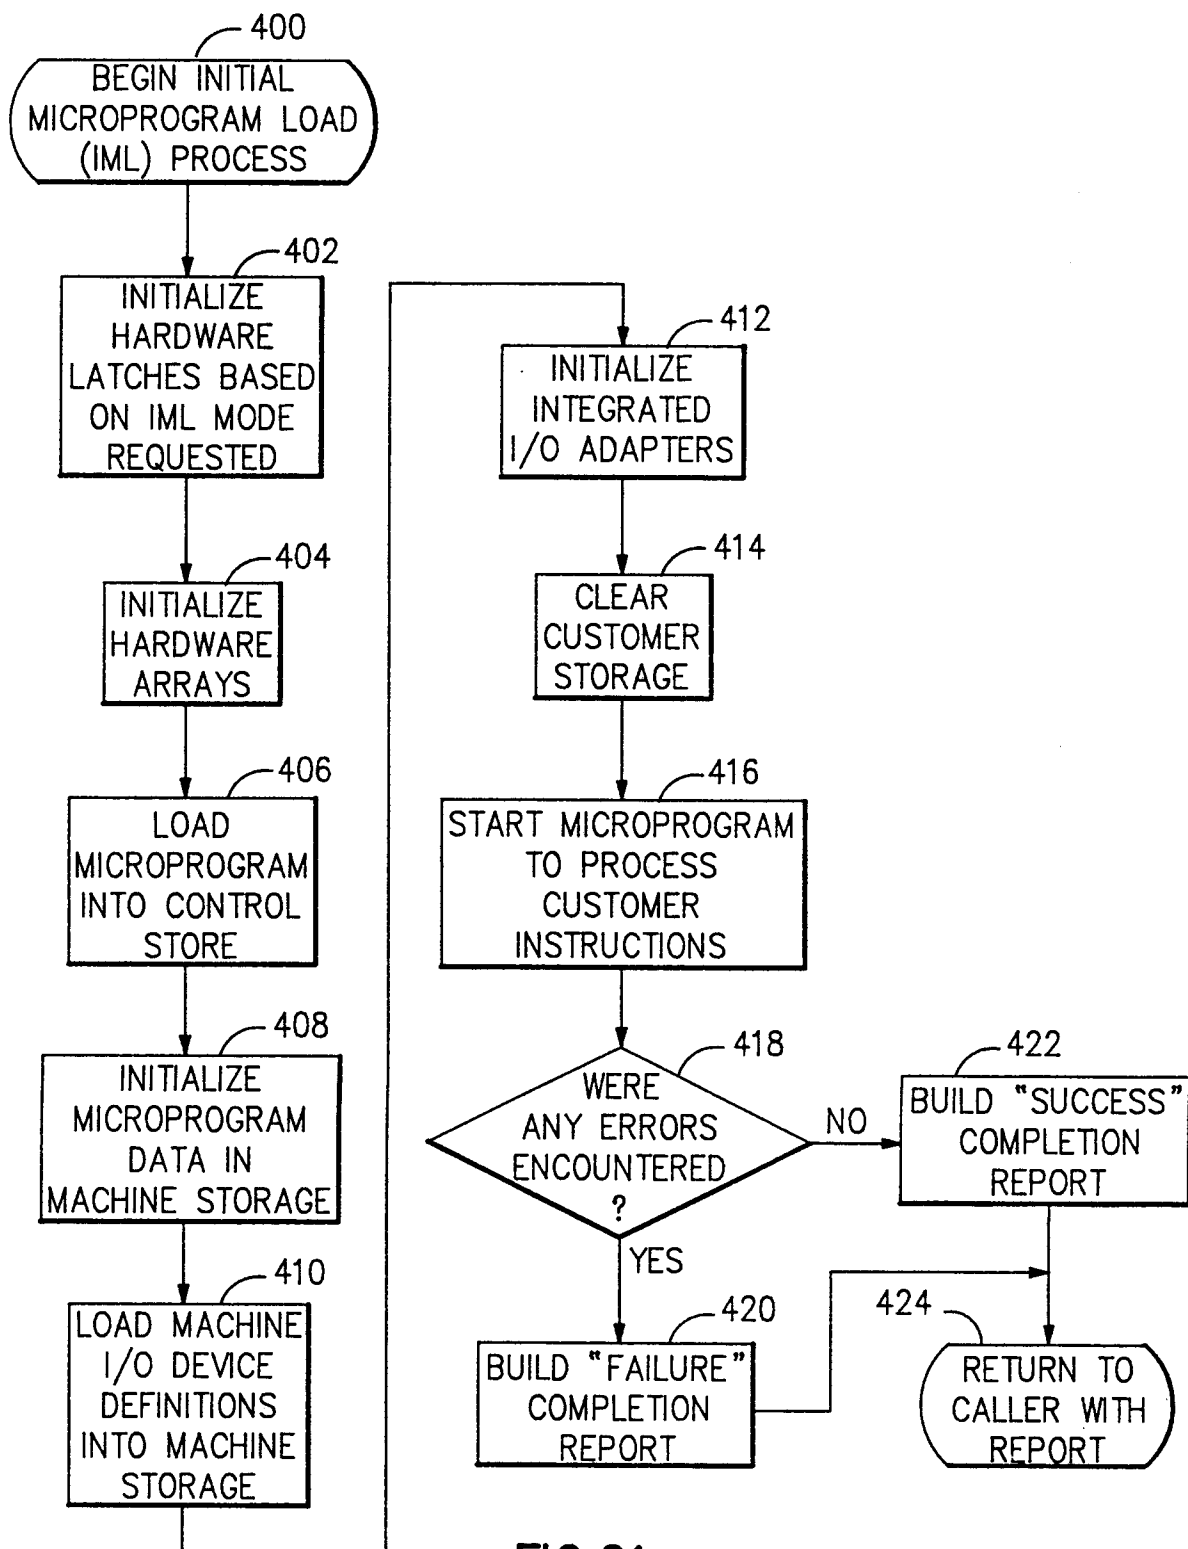 400
BEGIN INITIAL
MICROPROGRAM LOAD
(IML) PROCESS
402
INITIALIZE
HARDWARE
LATCHES BASED
ON IML MODE
REQUESTED
404
INITIALIZE
HARDWARE
ARRAYS
406
LOAD
MICROPROGRAM
INTO CONTROL
STORE
408
INITIALIZE
MICROPROGRAM
DATA IN
MACHINE STORAGE
410
LOAD MACHINE
I/O DEVICE
DEFINITIONS
INTO MACHINE
STORAGE
412
INITIALIZE
INTEGRATED
I/O ADAPTERS
414
CLEAR
CUSTOMER
STORAGE
416
START MICROPROGRAM
TO PROCESS
CUSTOMER
INSTRUCTIONS
418
WERE
ANY ERRORS
ENCOUNTERED
?
NO
YES
422
BUILD "SUCCESS"
COMPLETION
REPORT
420
BUILD "FAILURE"
COMPLETION
REPORT
424
RETURN TO
CALLER WITH
REPORT